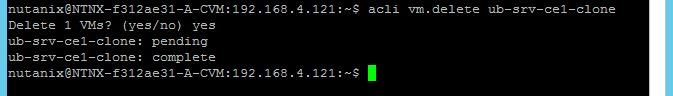 nutanix@NTNX-f312ae31-A-CVM:192.168.4.121:~$ acli vm.delete ub-srv-ce1-clone
Delete 1 VMs? (yes/no) yes
ub-srv-ce1-clone: pending
ub-srv-ce1-clone: complete
nutanix@NTNX-f312ae31-A-CVM:192.168.4.121:~$